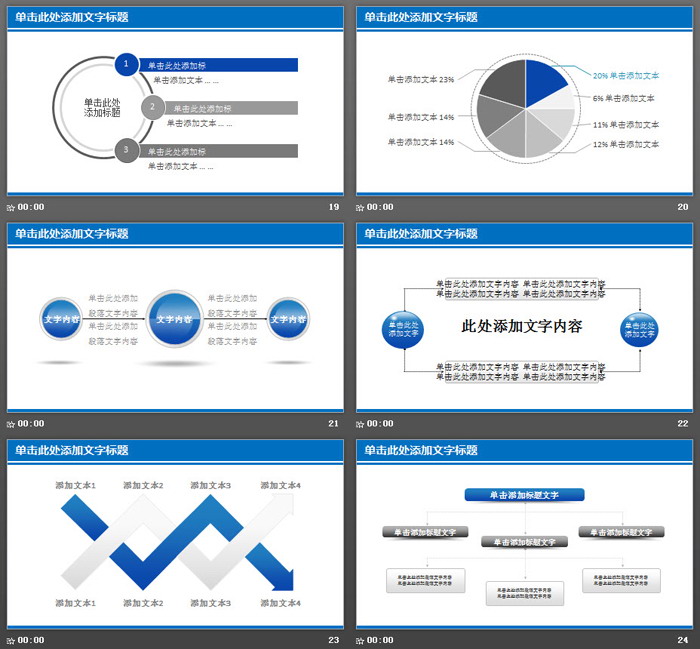 单击此处添加文字标题
1 单击此处添加标
单击添加文本 ... ...
单击此处
添加标题
2 单击此处添加标
单击添加文本 ... ...
3 单击此处添加标
单击添加文本 ... ...
00:00 19
单击此处添加文字标题
单击添加文本 23%
20% 单击添加文本
6% 单击添加文本
单击添加文本 14%
11% 单击添加文本
单击添加文本 14%
12% 单击添加文本
00:00 20
单击此处添加文字标题
文字内容
单击此处添加
段落文字内容
单击此处添加
段落文字内容
文字内容
单击此处添加
段落文字内容
单击此处添加
段落文字内容
文字内容
00:00 21
单击此处添加文字标题
单击此处添加文字内容 单击此处添加文字内容
单击此处添加文字内容 单击此处添加文字内容
单击此处
添加文字
此处添加文字内容
单击此处
添加文字
单击此处添加文字内容 单击此处添加文字内容
单击此处添加文字内容 单击此处添加文字内容
00:00 22
单击此处添加文字标题
添加文本1 添加文本2 添加文本3 添加文本4
添加文本1 添加文本2 添加文本3 添加文本4
00:00 23
单击此处添加文字标题
单击添加标题文字
单击添加标题文字
单击添加标题文字
单击添加标题文字
00:00 24